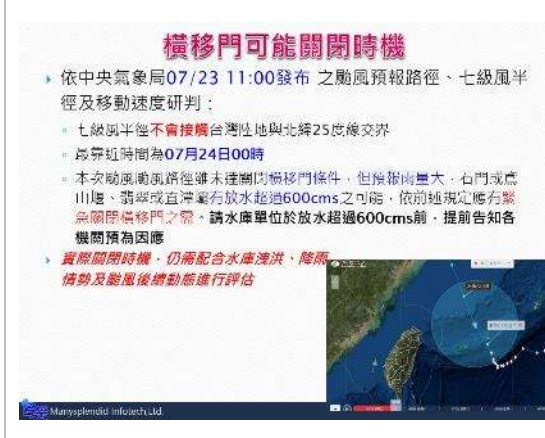 橫移門可能關閉時機
依中央氣象局07/23 11:00發布 之颱風預報路徑、七級風半
徑及移動速度研判：
七級風半徑不會接觸台灣陸地與北緯25度線交界
最靠近時間為07月24日00時
本次颱風颱風路徑雖未達關閉橫移門條件，但預報雨量大，石門或鳶
山堰、翡翠或直潭壩有放水超過600cms之可能，依前述規定應有緊
急關閉橫移門之需。請水庫單位於放水超過600cms前，提前告知各
機關預為因應
實際關閉時機，仍需配合水庫洩洪、降雨
情勢及颱風後續動態進行評估
Manysplendid Infotech,Ltd.